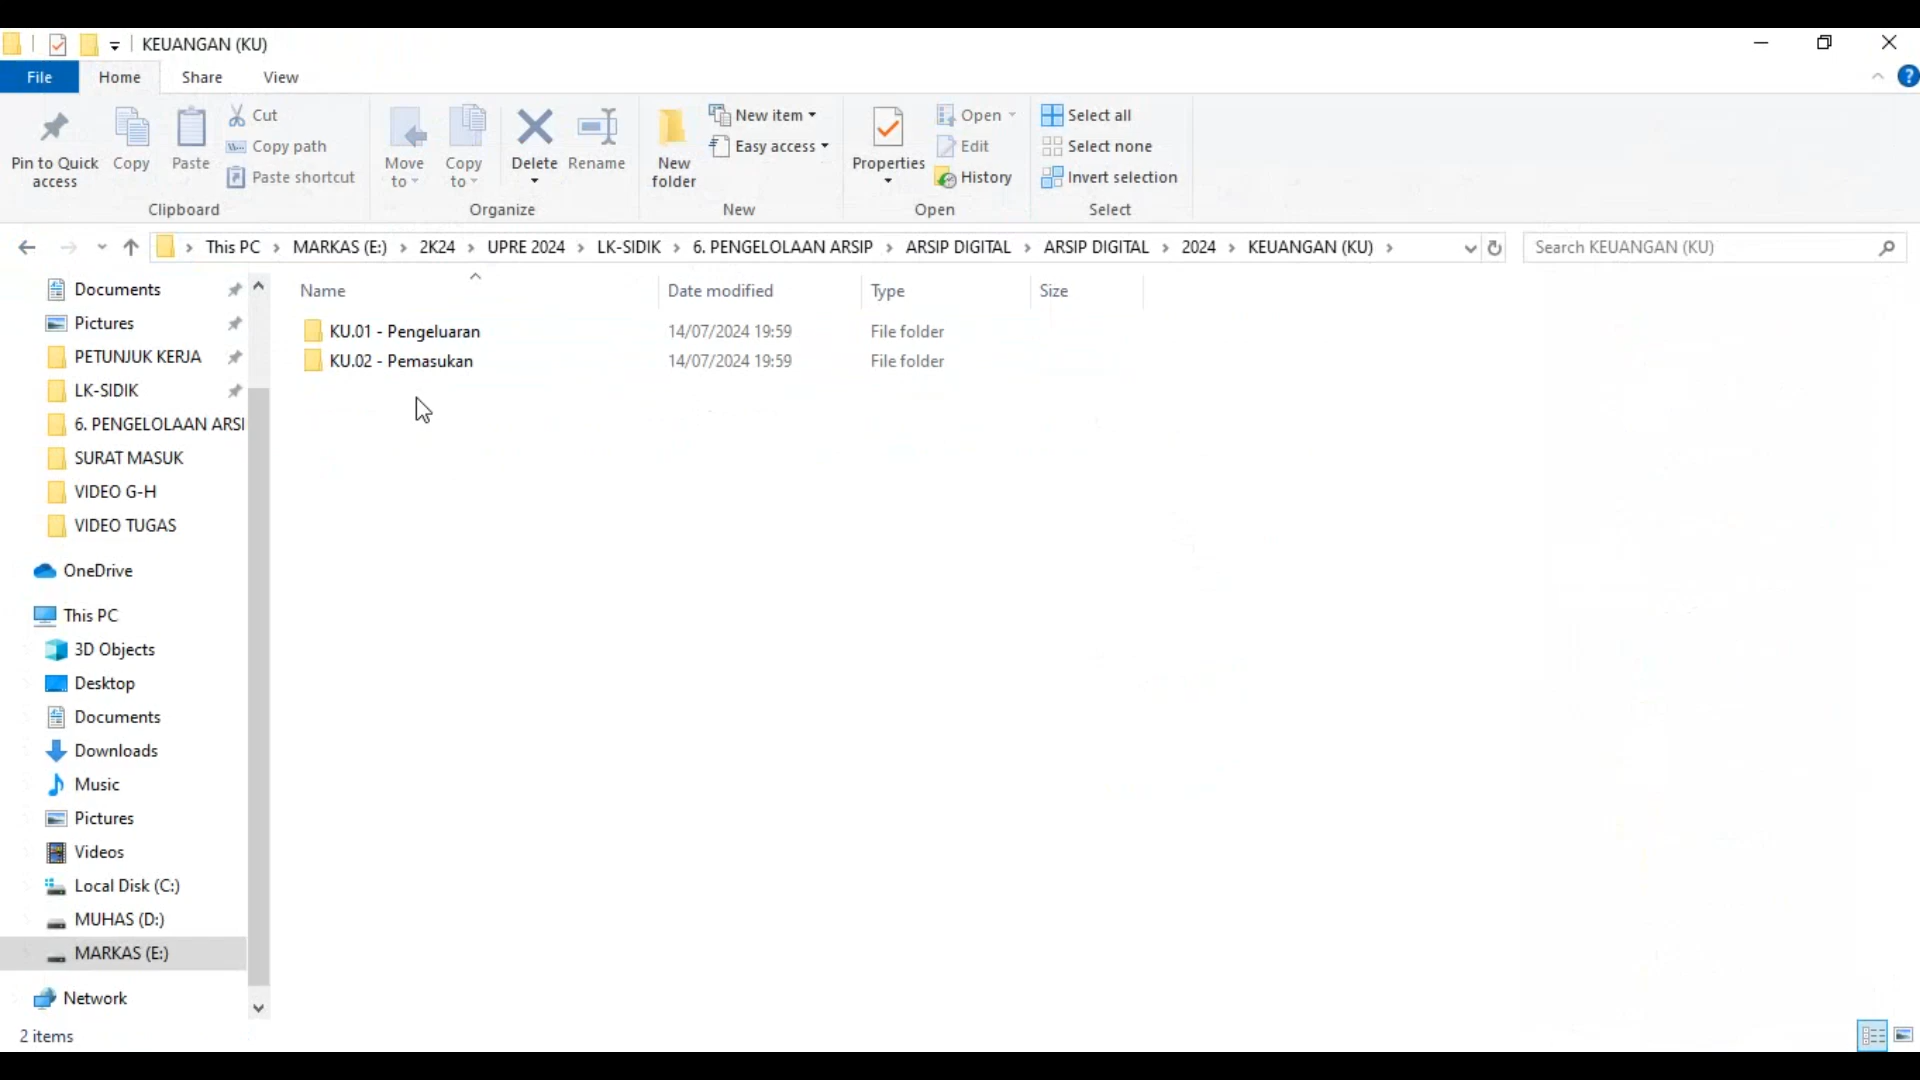 KEUANGAN (KU)
File Home Share View
Pin to Quick access
Copy
Paste
Cut
Copy path
Paste shortcut
Clipboard
Move to
Copy to
Delete
Rename
Organize
New folder
New item
Easy access
New
Properties
Open
Edit
History
Open
Select all
Select none
Invert selection
Select
This PC > MARKAS (E:) > 2K24 > UPRE 2024 > LK-SIDIK > 6. PENGELOLAAN ARSIP > ARSIP DIGITAL > ARSIP DIGITAL > 2024 > KEUANGAN (KU) >
Search KEUANGAN (KU)
Documents
Pictures
PETUNJUK KERJA
LK-SIDIK
6. PENGELOLAAN ARSI
SURAT MASUK
VIDEO G-H
VIDEO TUGAS
OneDrive
This PC
3D Objects
Desktop
Documents
Downloads
Music
Pictures
Videos
Local Disk (C:)
MUHAS (D:)
MARKAS (E:)
Network
Name Date modified Type Size
KU.01 - Pengeluaran 14/07/2024 19:59 File folder
KU.02 - Pemasukan 14/07/2024 19:59 File folder
2 items